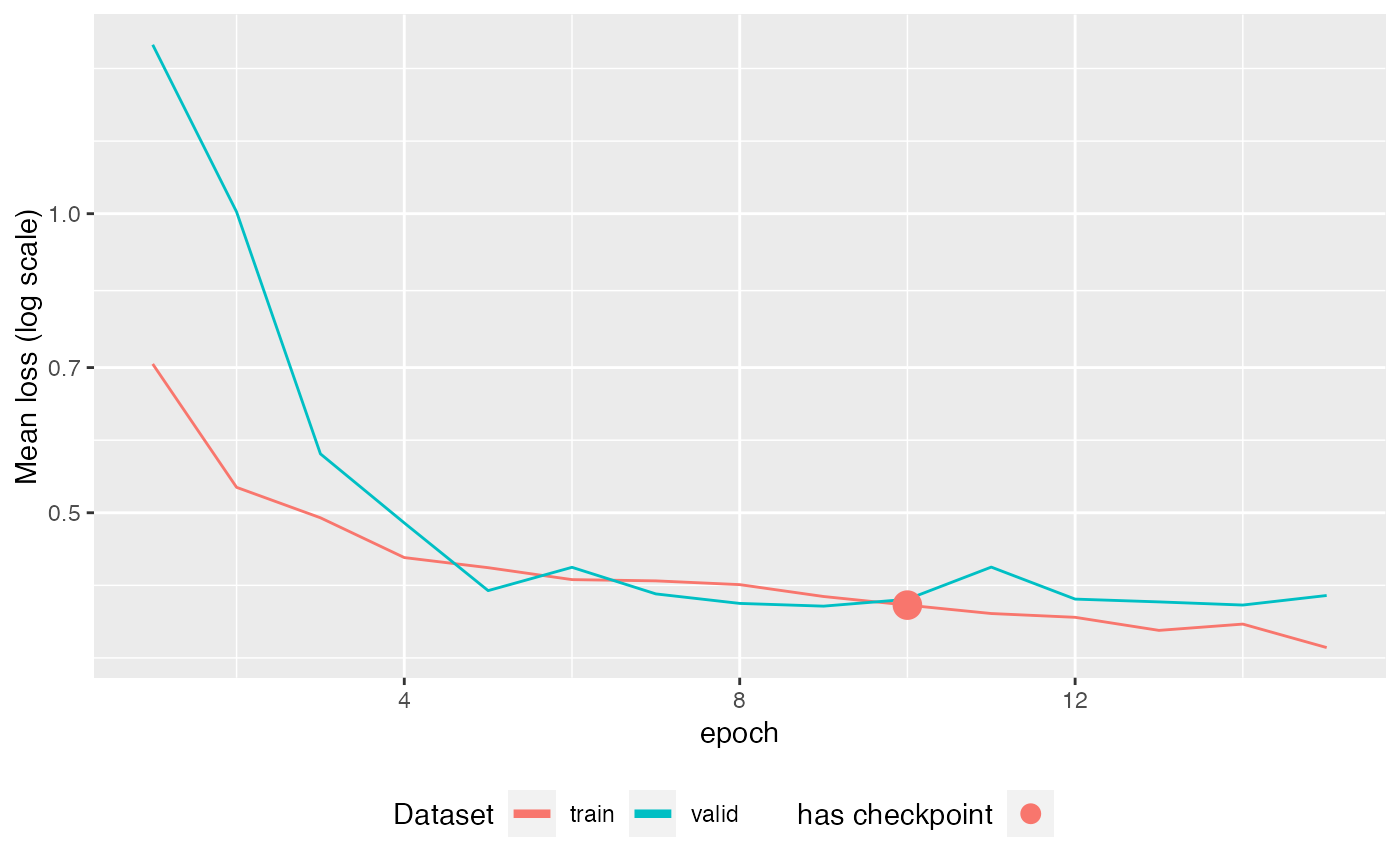 Mean loss (log scale)
1.0
0.7
0.5
4 8 12
epoch
Dataset train valid has checkpoint